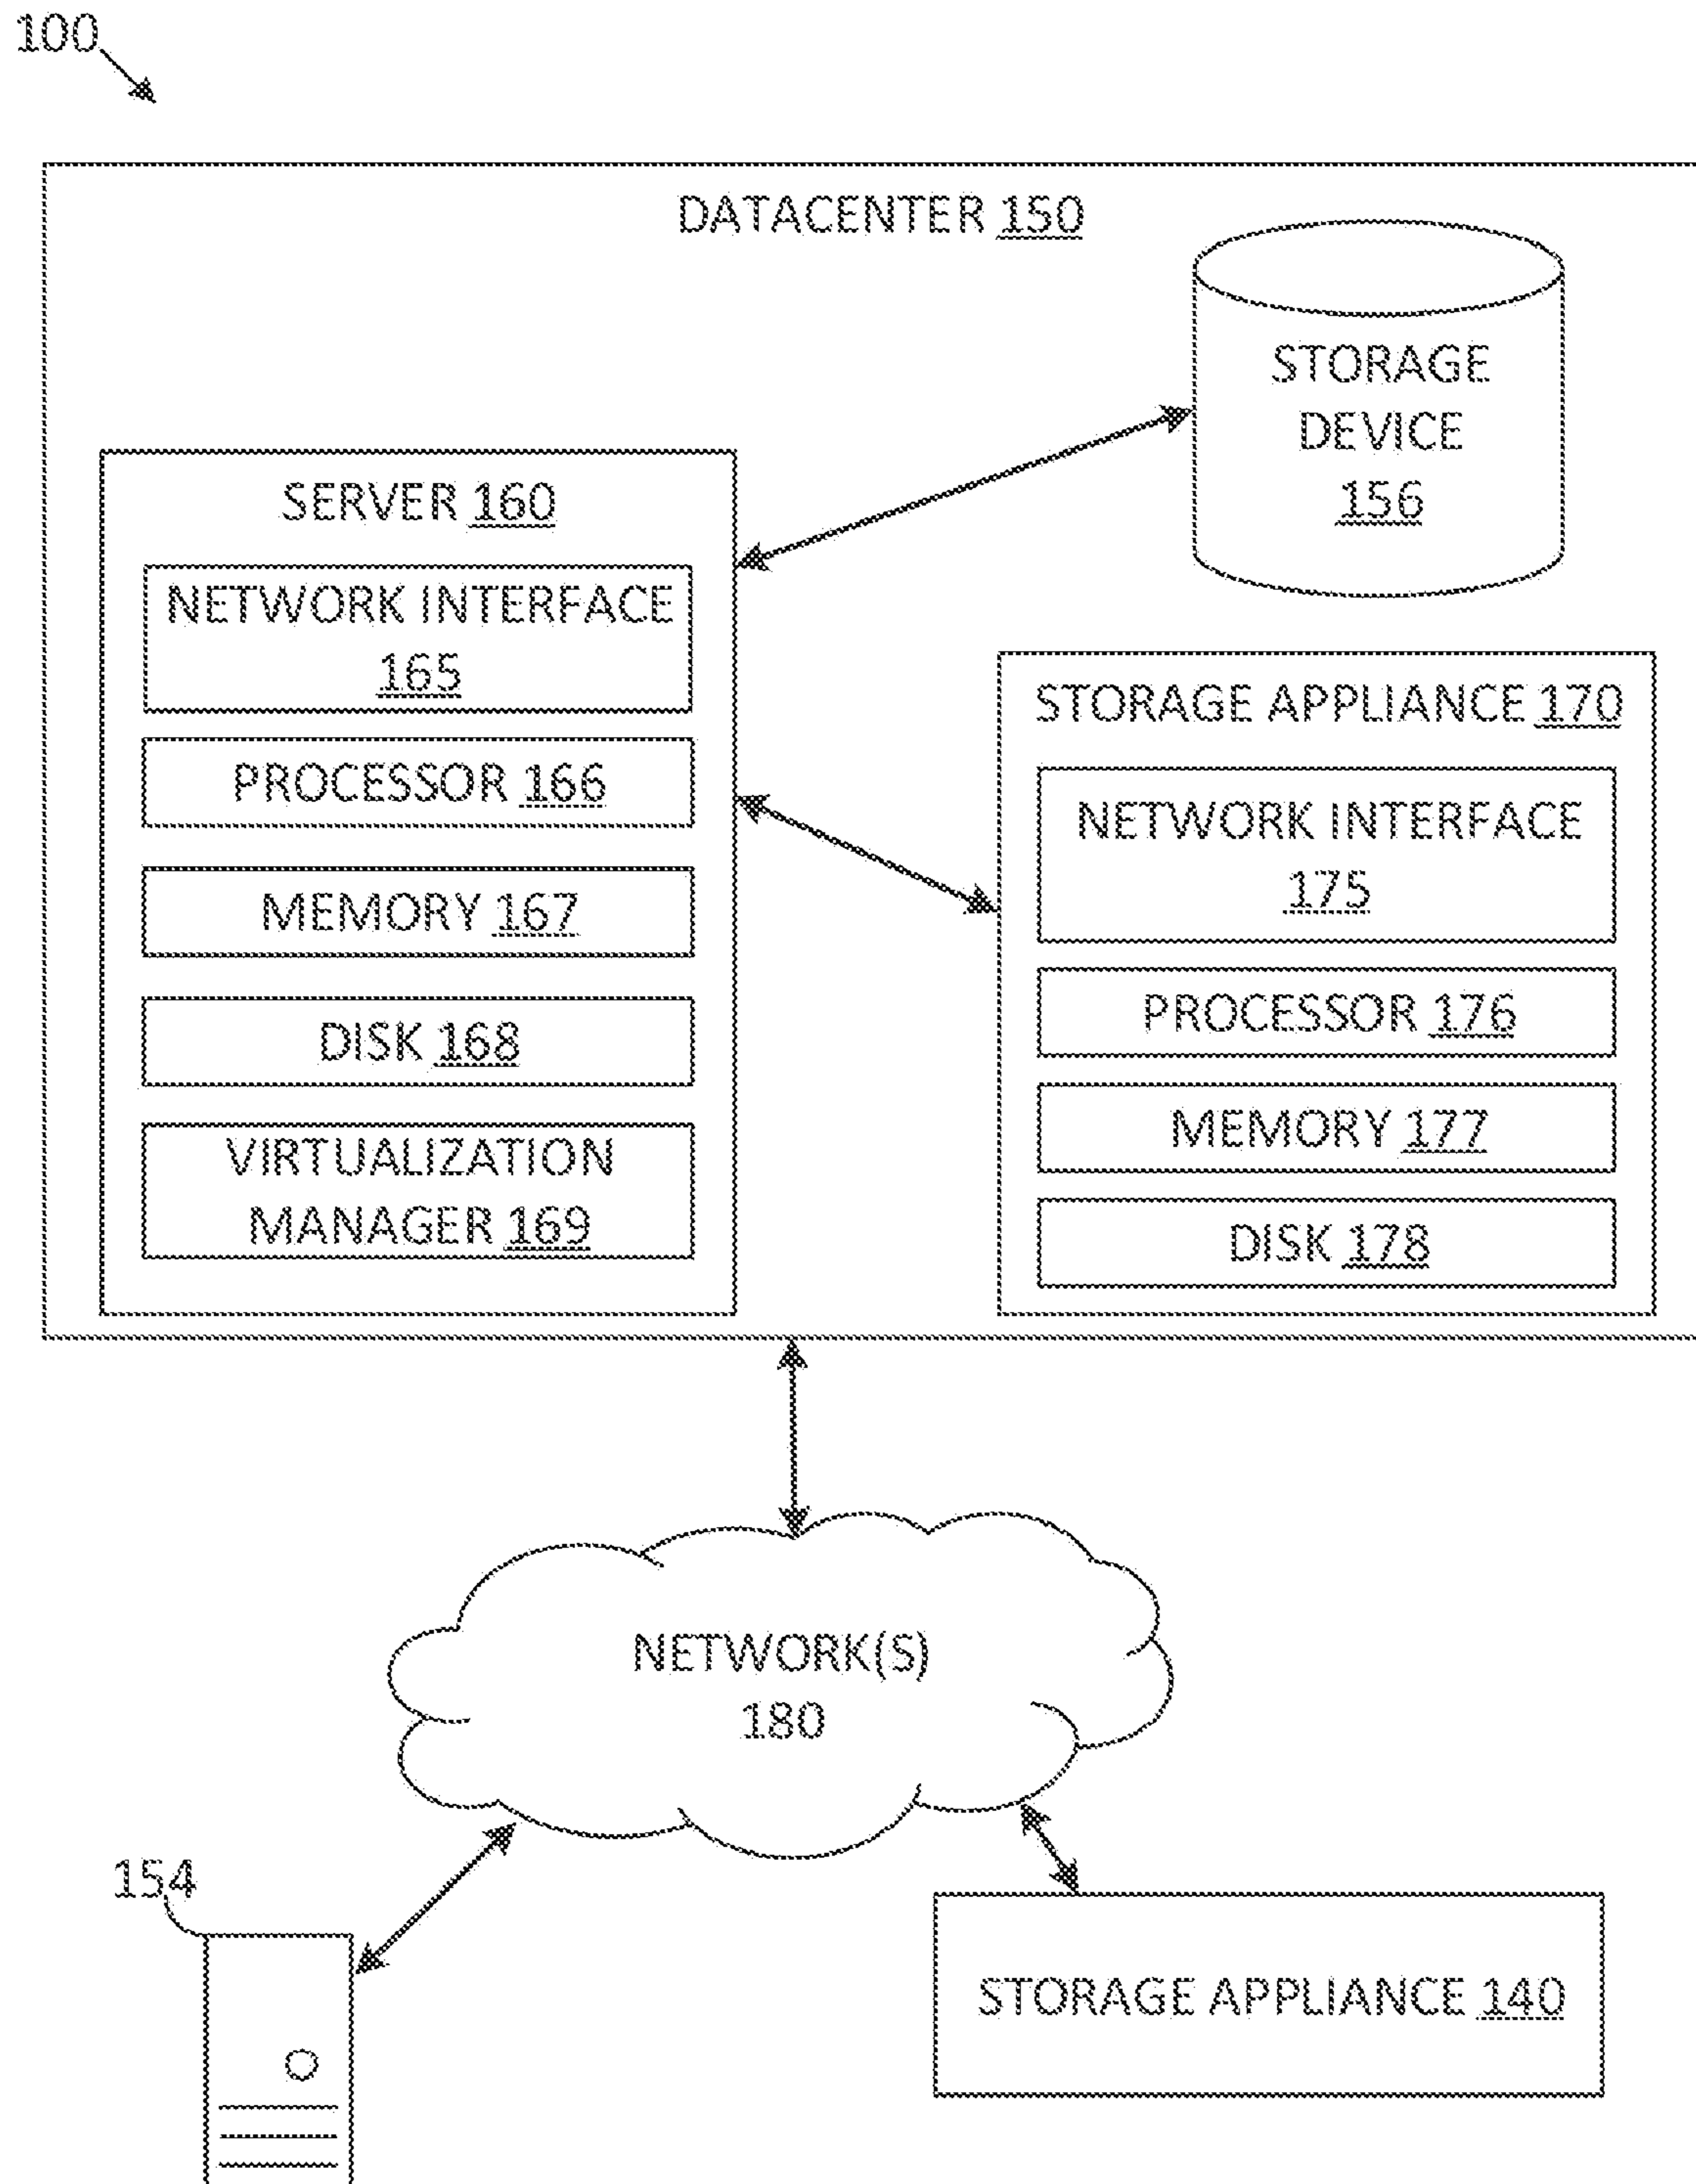 100
DATACENTER 150
STORAGE
DEVICE
156
SERVER 160
NETWORK INTERFACE
165
PROCESSOR 166
MEMORY 167
DISK 168
VIRTUALIZATION
MANAGER 169
STORAGE APPLIANCE 170
NETWORK INTERFACE
175
PROCESSOR 176
MEMORY 177
DISK 178
NETWORK(S)
180
154
STORAGE APPLIANCE 140